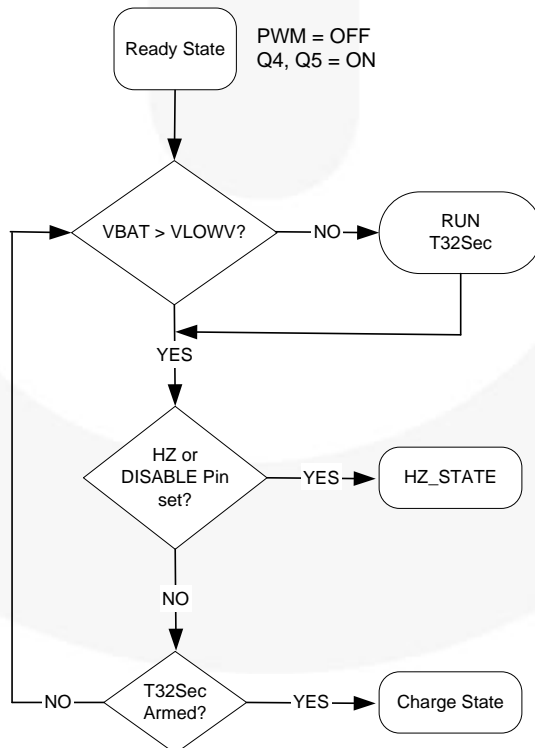 Ready State
PWM = OFF
Q4, Q5 = ON
VBAT > VLOWV?
NO
RUN
T32Sec
YES
HZ or
DISABLE Pin
set?
YES
HZ_STATE
NO
T32Sec
Armed?
NO
YES
Charge State